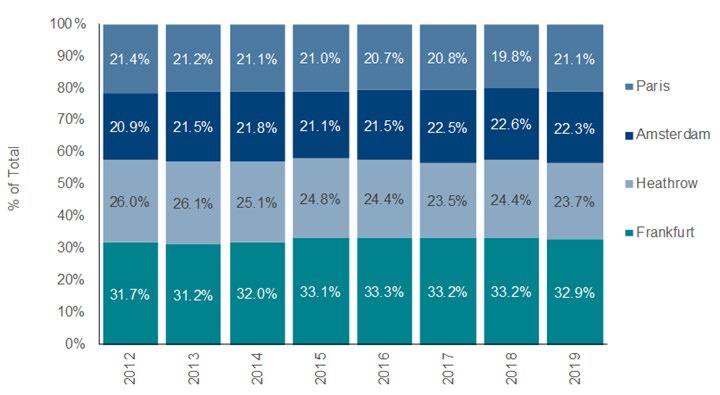 100%
90%
80%
70%
60%
50%
40%
30%
20%
10%
0%
% of Total
21.4% 21.2% 21.1% 21.0% 20.7% 20.8% 19.8% 21.1%
20.9% 21.5% 21.8% 21.1% 21.5% 22.5% 22.6% 22.3%
26.0% 26.1% 25.1% 24.8% 24.4% 23.5% 24.4% 23.7%
31.7% 31.2% 32.0% 33.1% 33.3% 33.2% 33.2% 32.9%
2012 2013 2014 2015 2016 2017 2018 2019
Paris
Amsterdam
Heathrow
Frankfurt